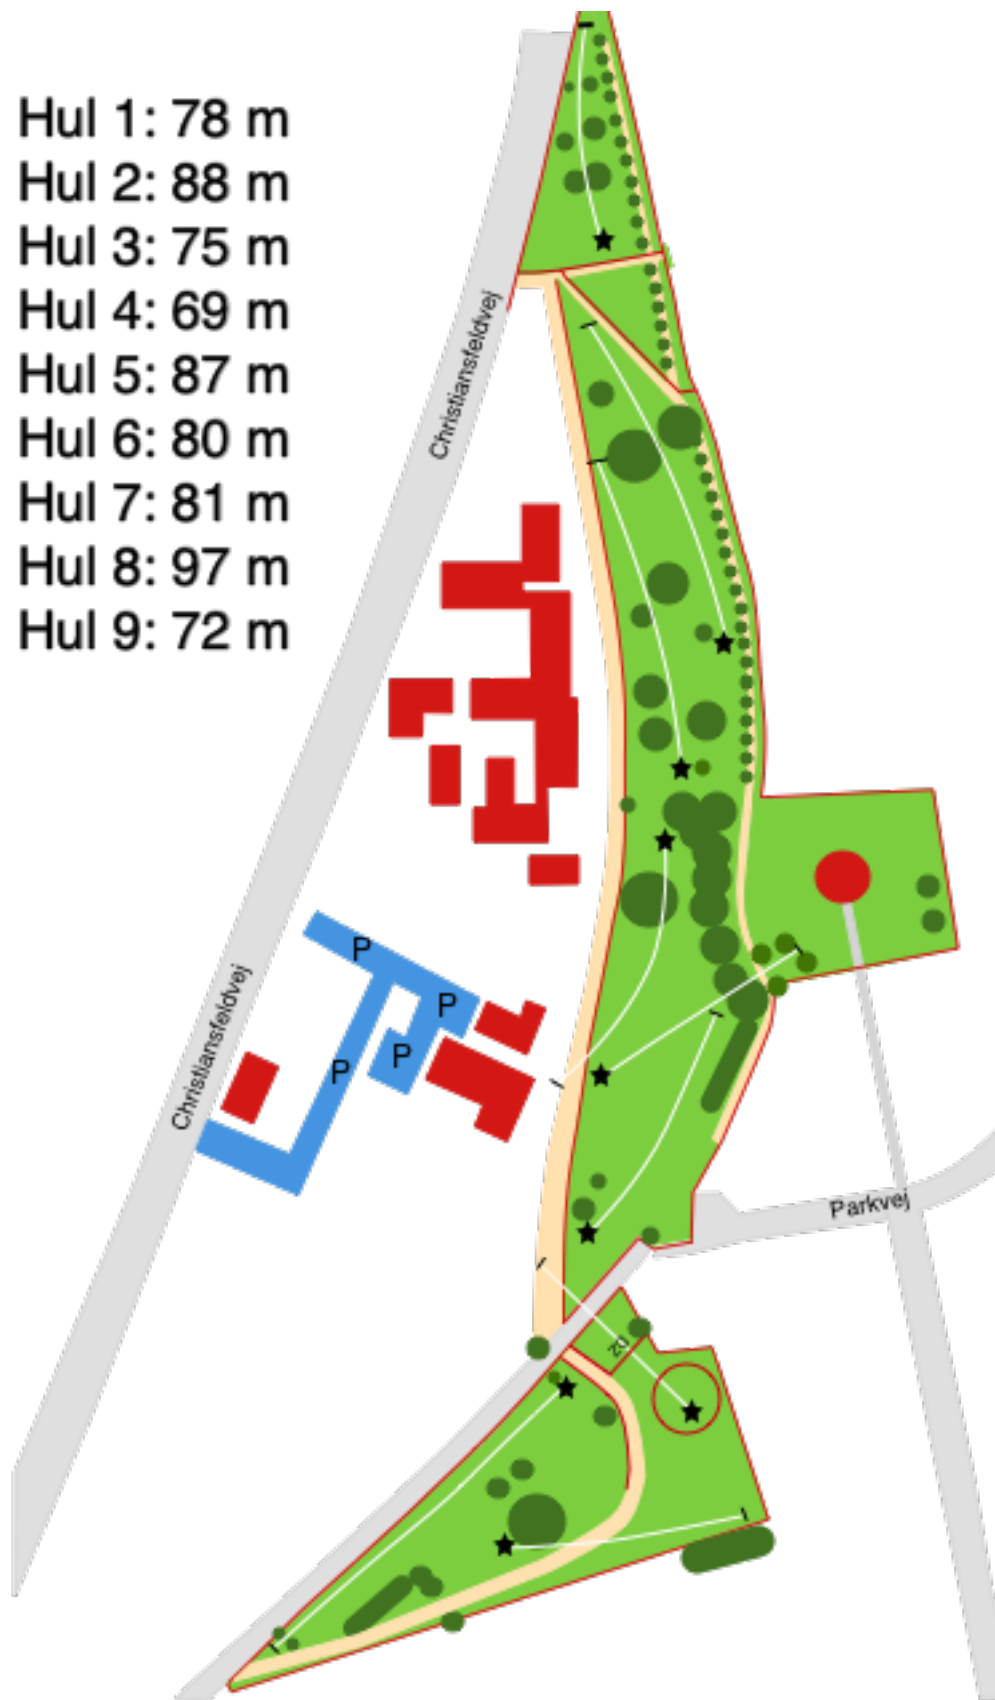 Hul 1: 78 m
Hul 2: 88 m
Hul 3: 75 m
Hul 4: 69 m
Hul 5: 87 m
Hul 6: 80 m
Hul 7: 81 m
Hul 8: 97 m
Hul 9: 72 m
Christiansfeldvej
P
P
P
P
Christiansfeldvej
Parkvej
20